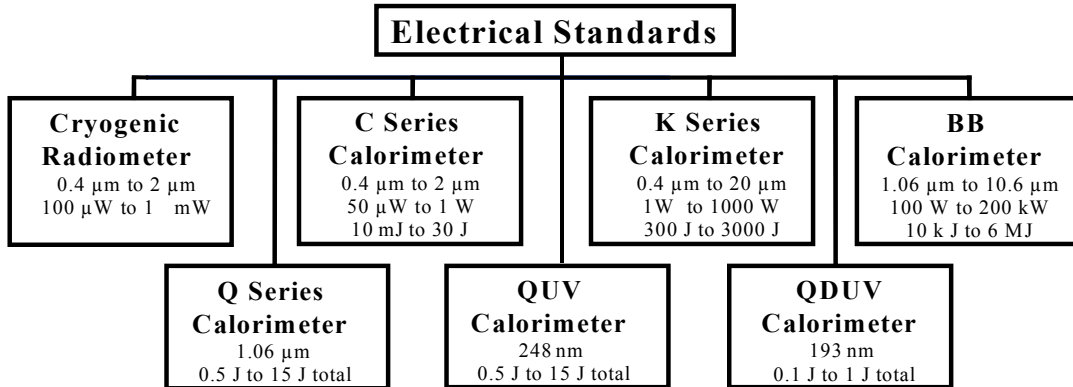 Electrical Standards
Cryogenic
Radiometer
0.4 µm to 2 µm
100 µW to 1 mW
C Series
Calorimeter
0.4 µm to 2 µm
50 µW to 1 W
10 mJ to 30 J
K Series
Calorimeter
0.4 µm to 20 µm
1W to 1000 W
300 J to 3000 J
BB
Calorimeter
1.06 µm to 10.6 µm
100 W to 200 kW
10 k J to 6 MJ
Q Series
Calorimeter
1.06 µm
0.5 J to 15 J total
QUV
Calorimeter
248 nm
0.5 J to 15 J total
QDUV
Calorimeter
193 nm
0.1 J to 1 J total